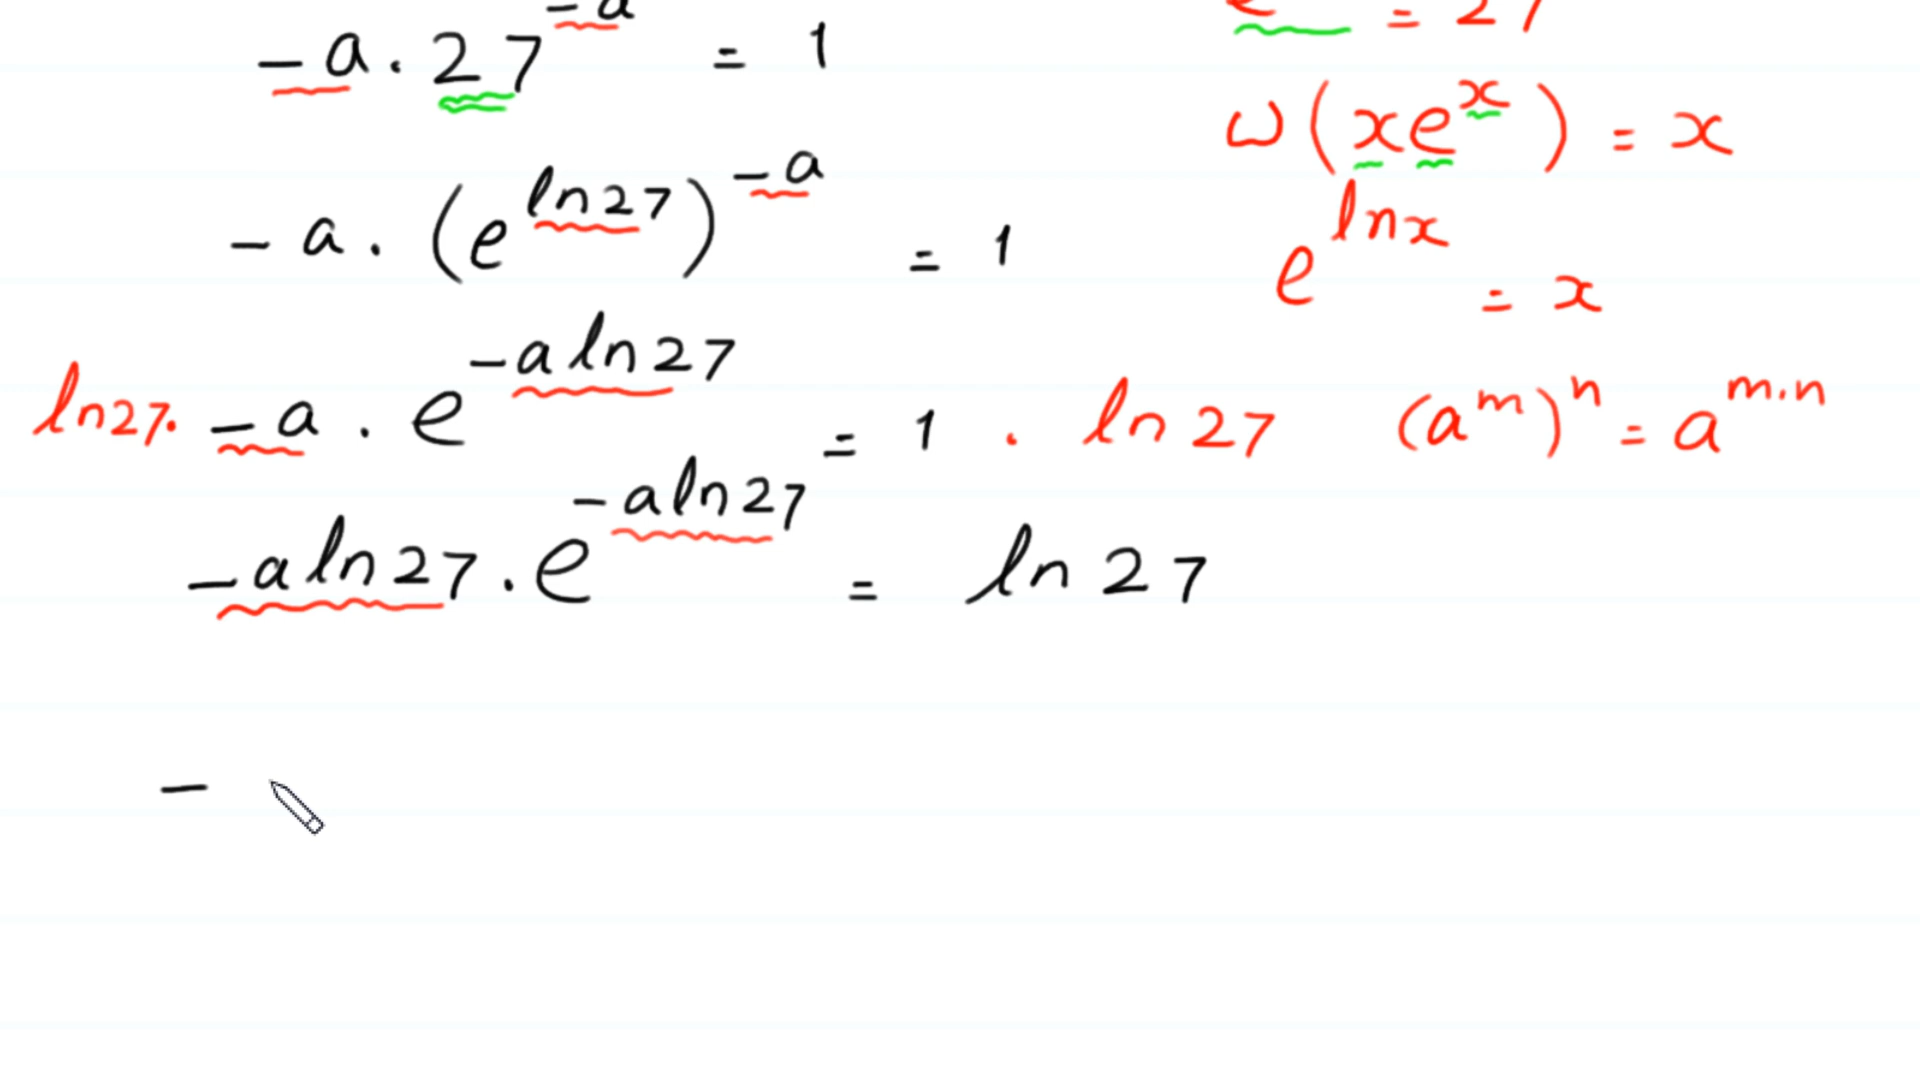 -a · 27^-a = 1
= 27
W(xe^x) = x
-a · (e^ln27)^-a = 1
e^lnx = x
ln27 · -a · e^-aln27 = 1 · ln27
(a^m)^n = a^m·n
-aln27 · e^-aln27 = ln27
-